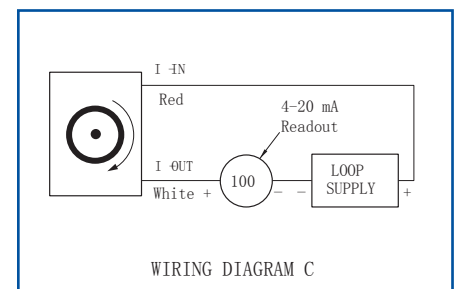 I-IN
Red
4-20 mA
Readout
I-OUT
100
LOOP
SUPPLY
White +
- -
+
WIRING DIAGRAM C